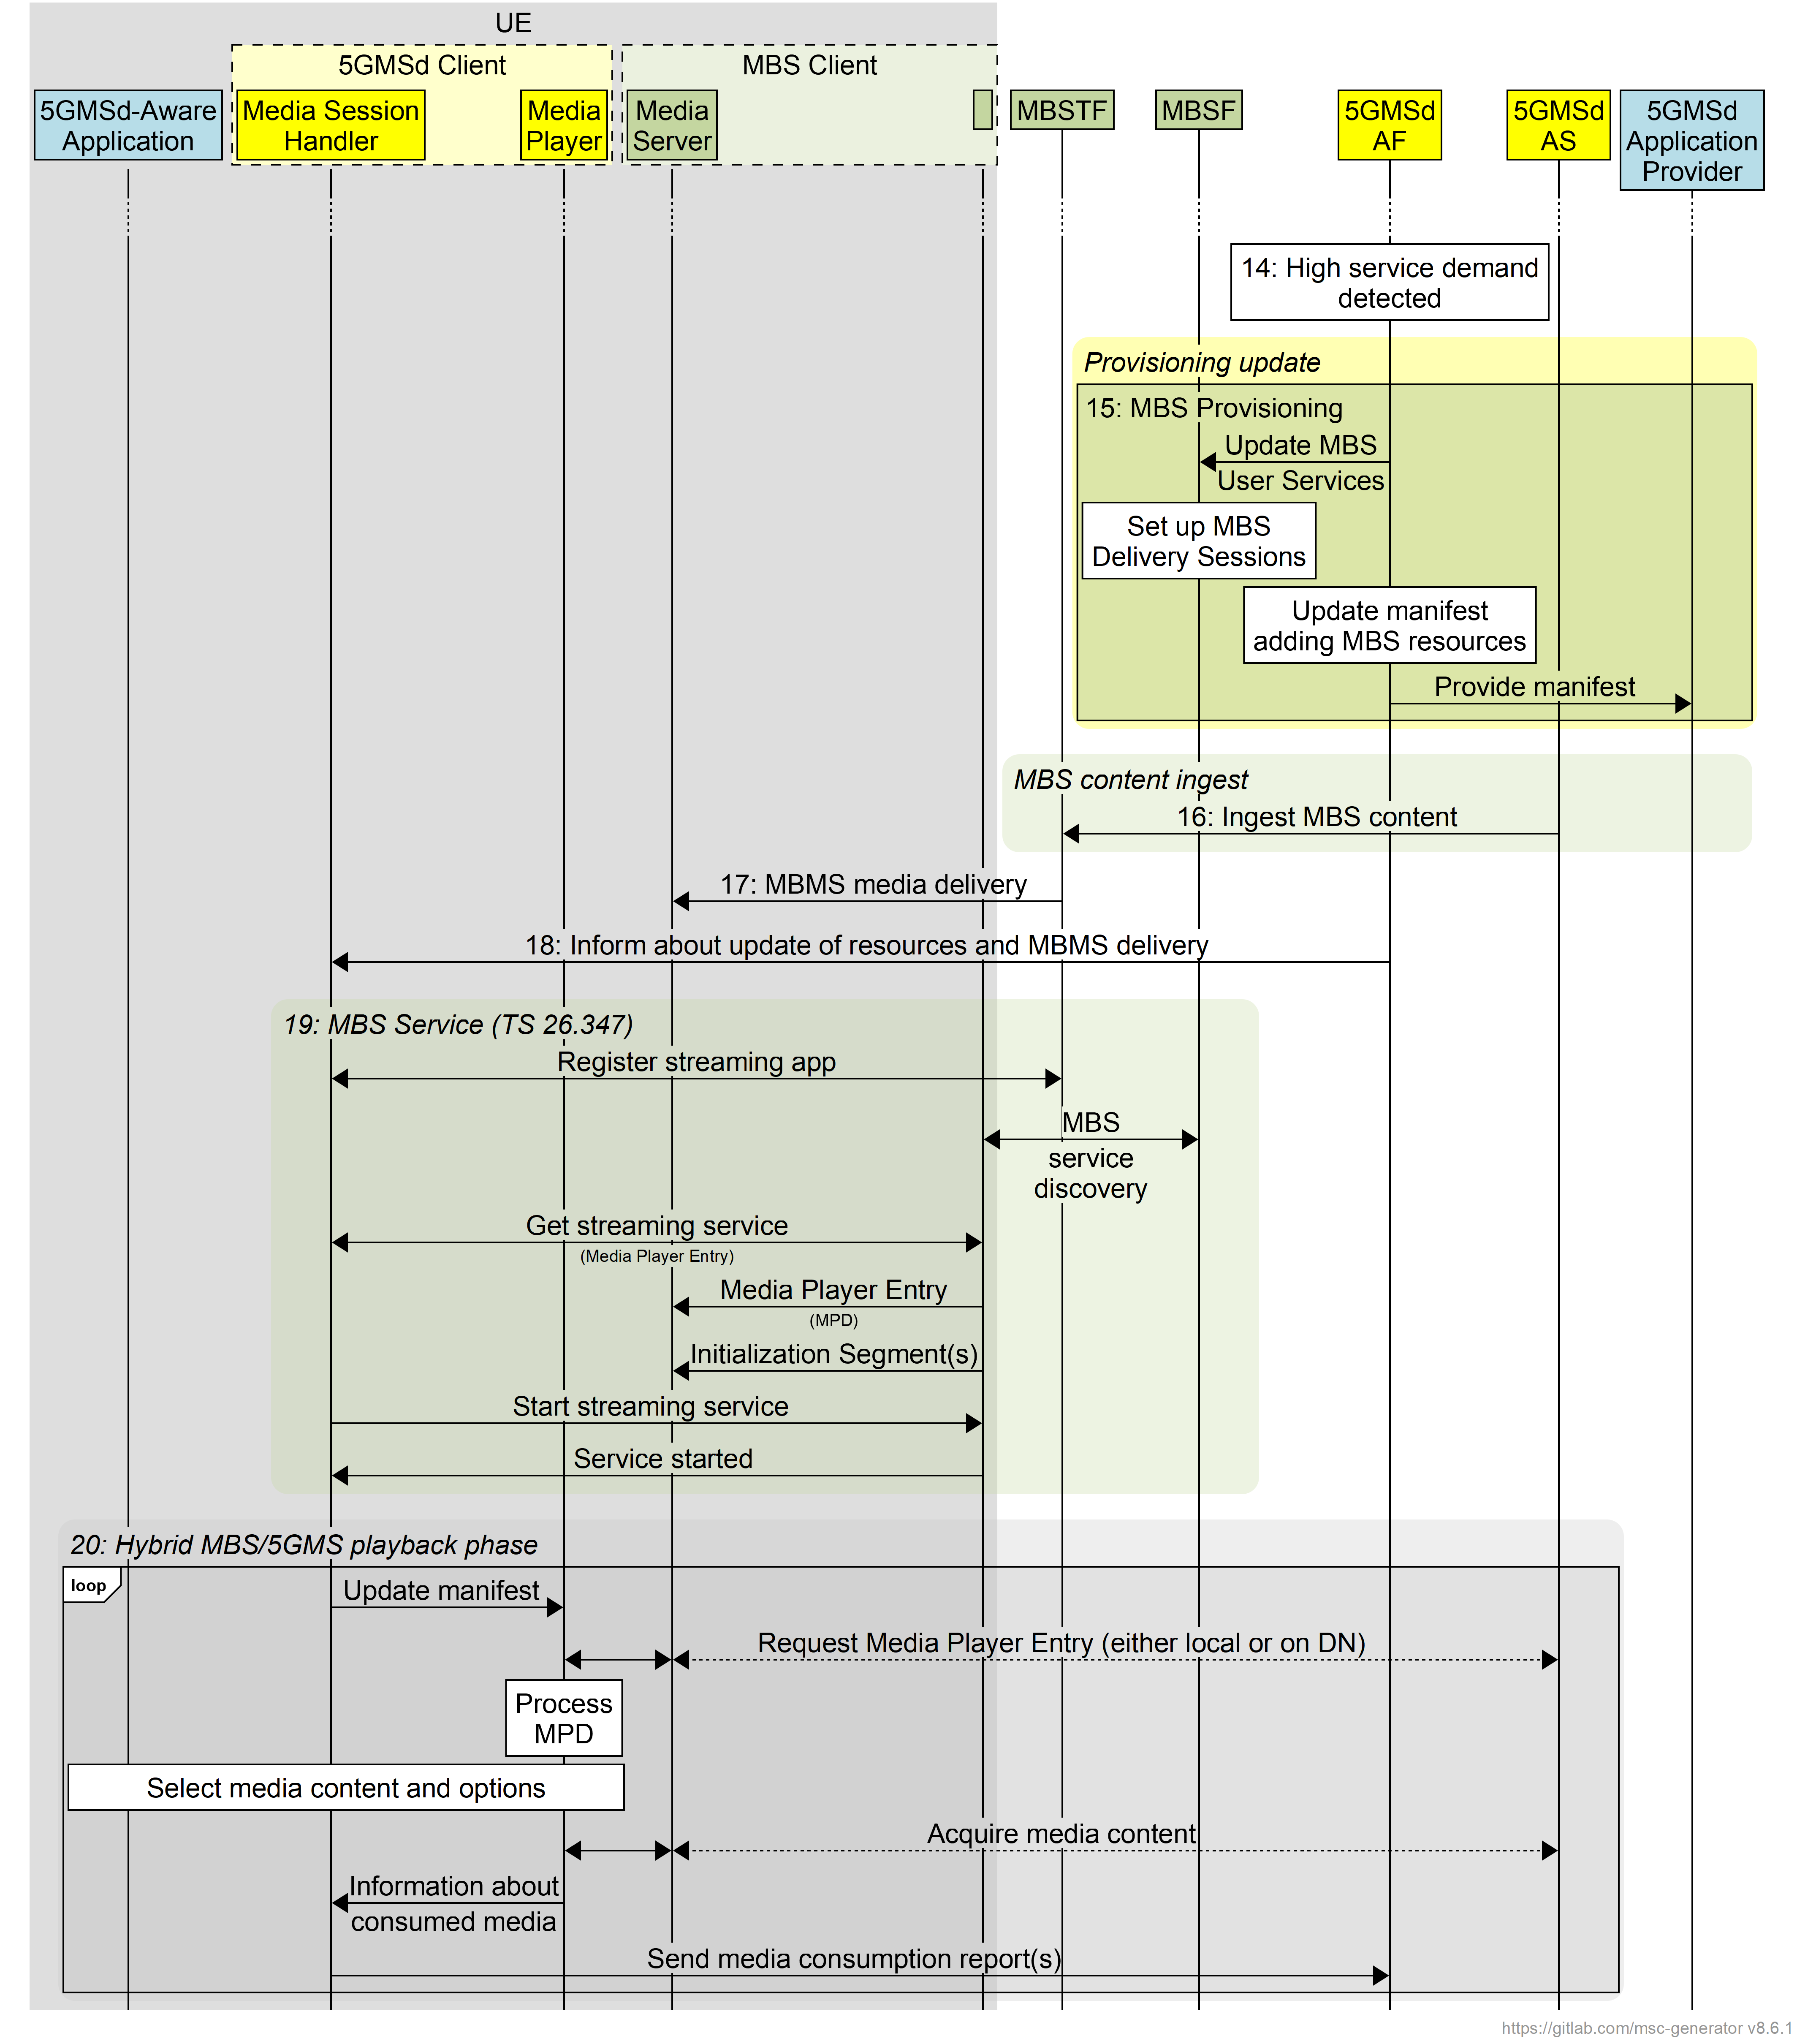 UE
5GMSd Client
MBS Client
5GMSd-Aware
Application
Media Session
Handler
Media
Player
Media
Server
MBSTF
MBSF
5GMSd
AF
5GMSd
AS
5GMSd
Application
Provider
14: High service demand
detected
Provisioning update
15: MBS Provisioning
Update MBS
User Services
Set up MBS
Delivery Sessions
Update manifest
adding MBS resources
Provide manifest
MBS content ingest
16: Ingest MBS content
17: MBMS media delivery
18: Inform about update of resources and MBMS delivery
19: MBS Service (TS 26.347)
Register streaming app
MBS
service
discovery
Get streaming service
(Media Player Entry)
Media Player Entry
(MPD)
Initialization Segment(s)
Start streaming service
Service started
20: Hybrid MBS/5GMS playback phase
loop
Update manifest
Request Media Player Entry (either local or on DN)
Process
MPD
Select media content and options
Acquire media content
Information about
consumed media
Send media consumption report(s)
https://gitlab.com/msc-generator v8.6.1